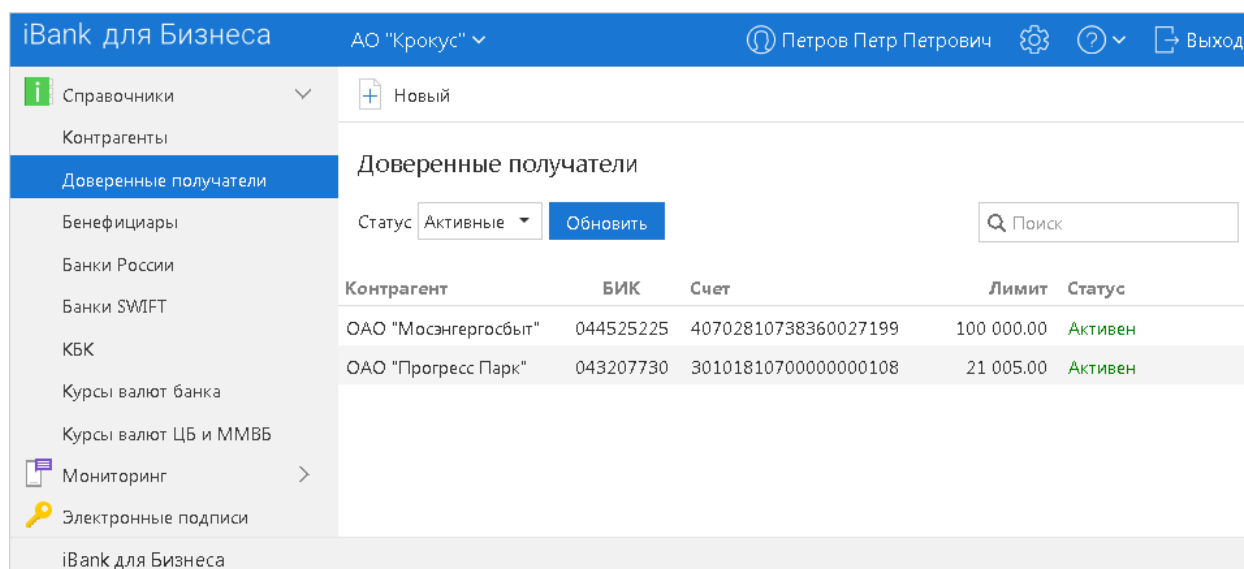 iBank для Бизнеса
АО "Крокус"
Петров Петр Петрович
Выход
Справочники
Контрагенты
Доверенные получатели
Бенефициары
Банки России
Банки SWIFT
КБК
Курсы валют банка
Курсы валют ЦБ и ММВБ
Мониторинг
Электронные подписи
iBank для Бизнеса
Новый
Доверенные получатели
Статус Активные Обновить Поиск
Контрагент БИК Счет Лимит Статус
ОАО "Мосэнгергосбыт" 044525225 40702810738360027199 100 000.00 Активен
ОАО "Прогресс Парк" 043207730 30101810700000000108 21 005.00 Активен